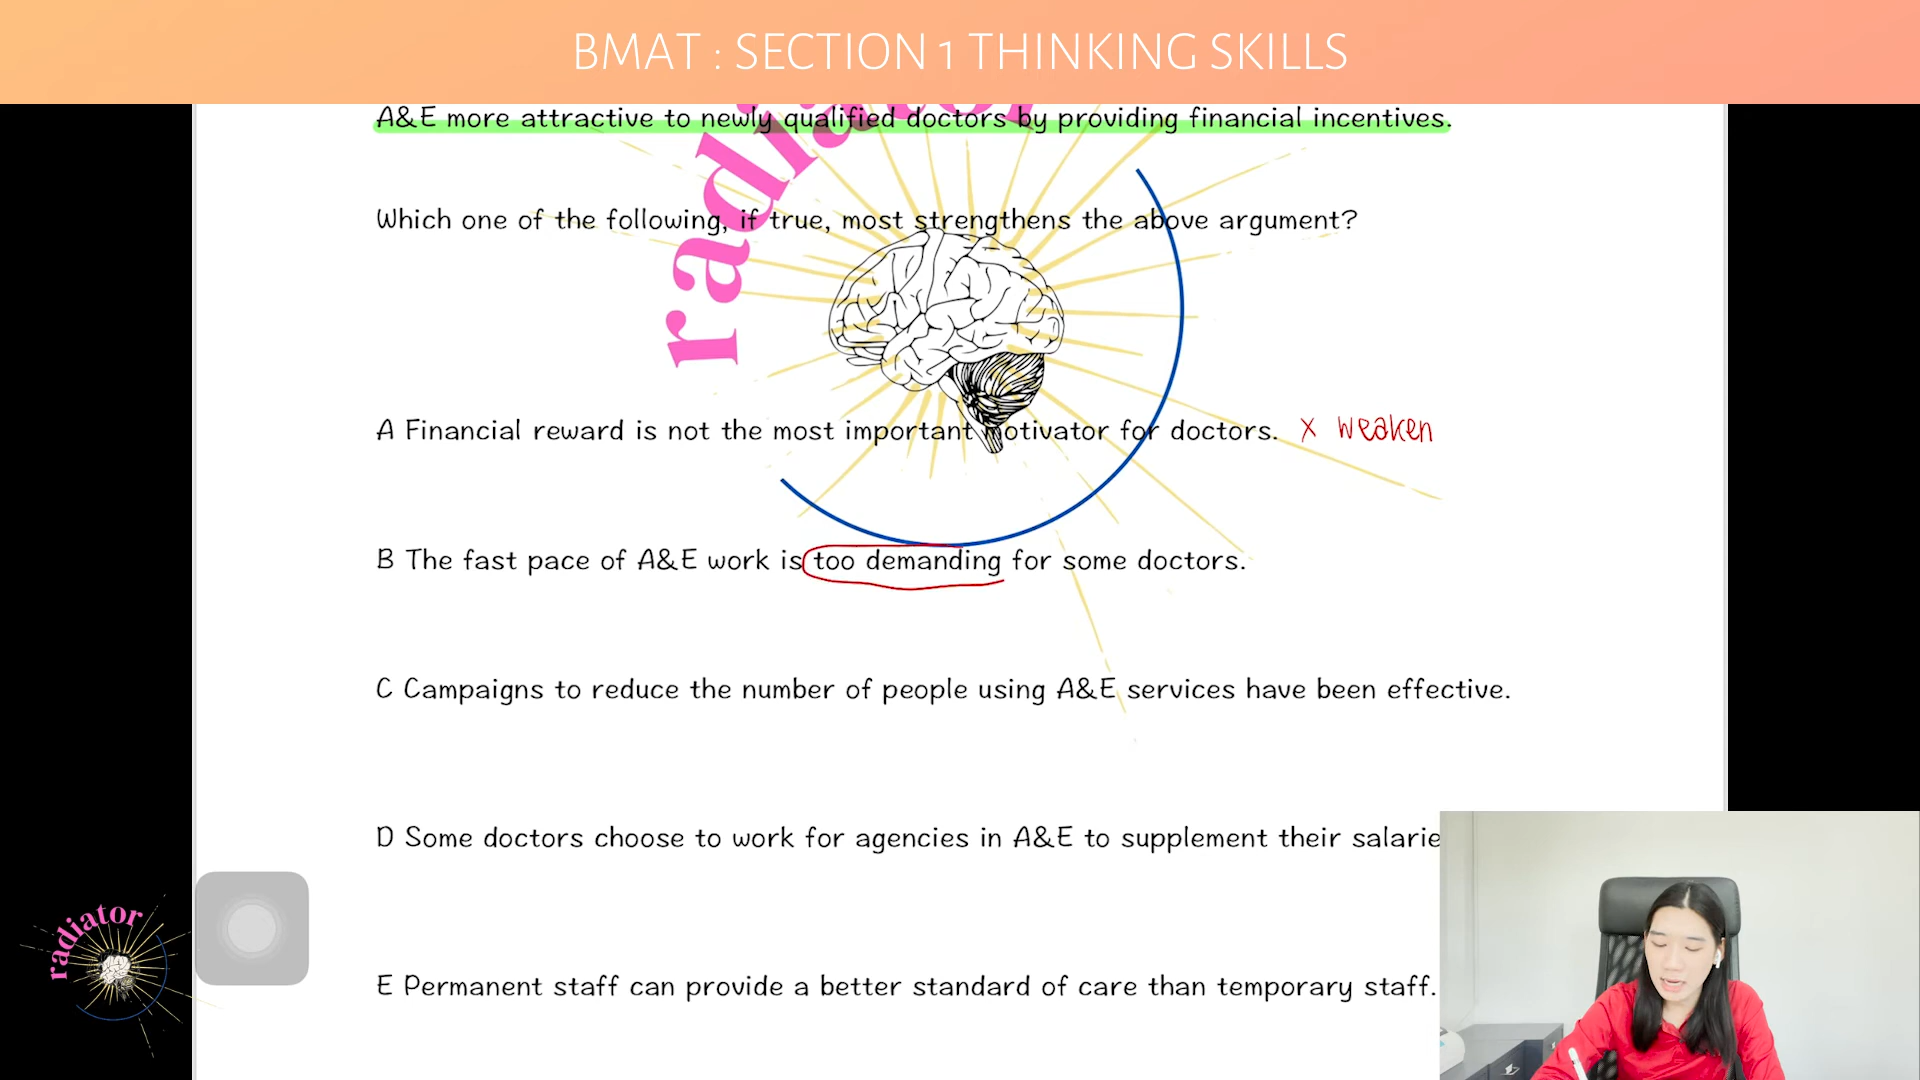 BMAT : SECTION 1 THINKING SKILLS
A&E more attractive to newly qualified doctors by providing financial incentives.
radiator
Which one of the following, if true, most strengthens the above argument?
A Financial reward is not the most important motivator for doctors. x weaken
B The fast pace of A&E work is too demanding for some doctors.
C Campaigns to reduce the number of people using A&E services have been effective.
D Some doctors choose to work for agencies in A&E to supplement their salarie
E Permanent staff can provide a better standard of care than temporary staff.
radiator